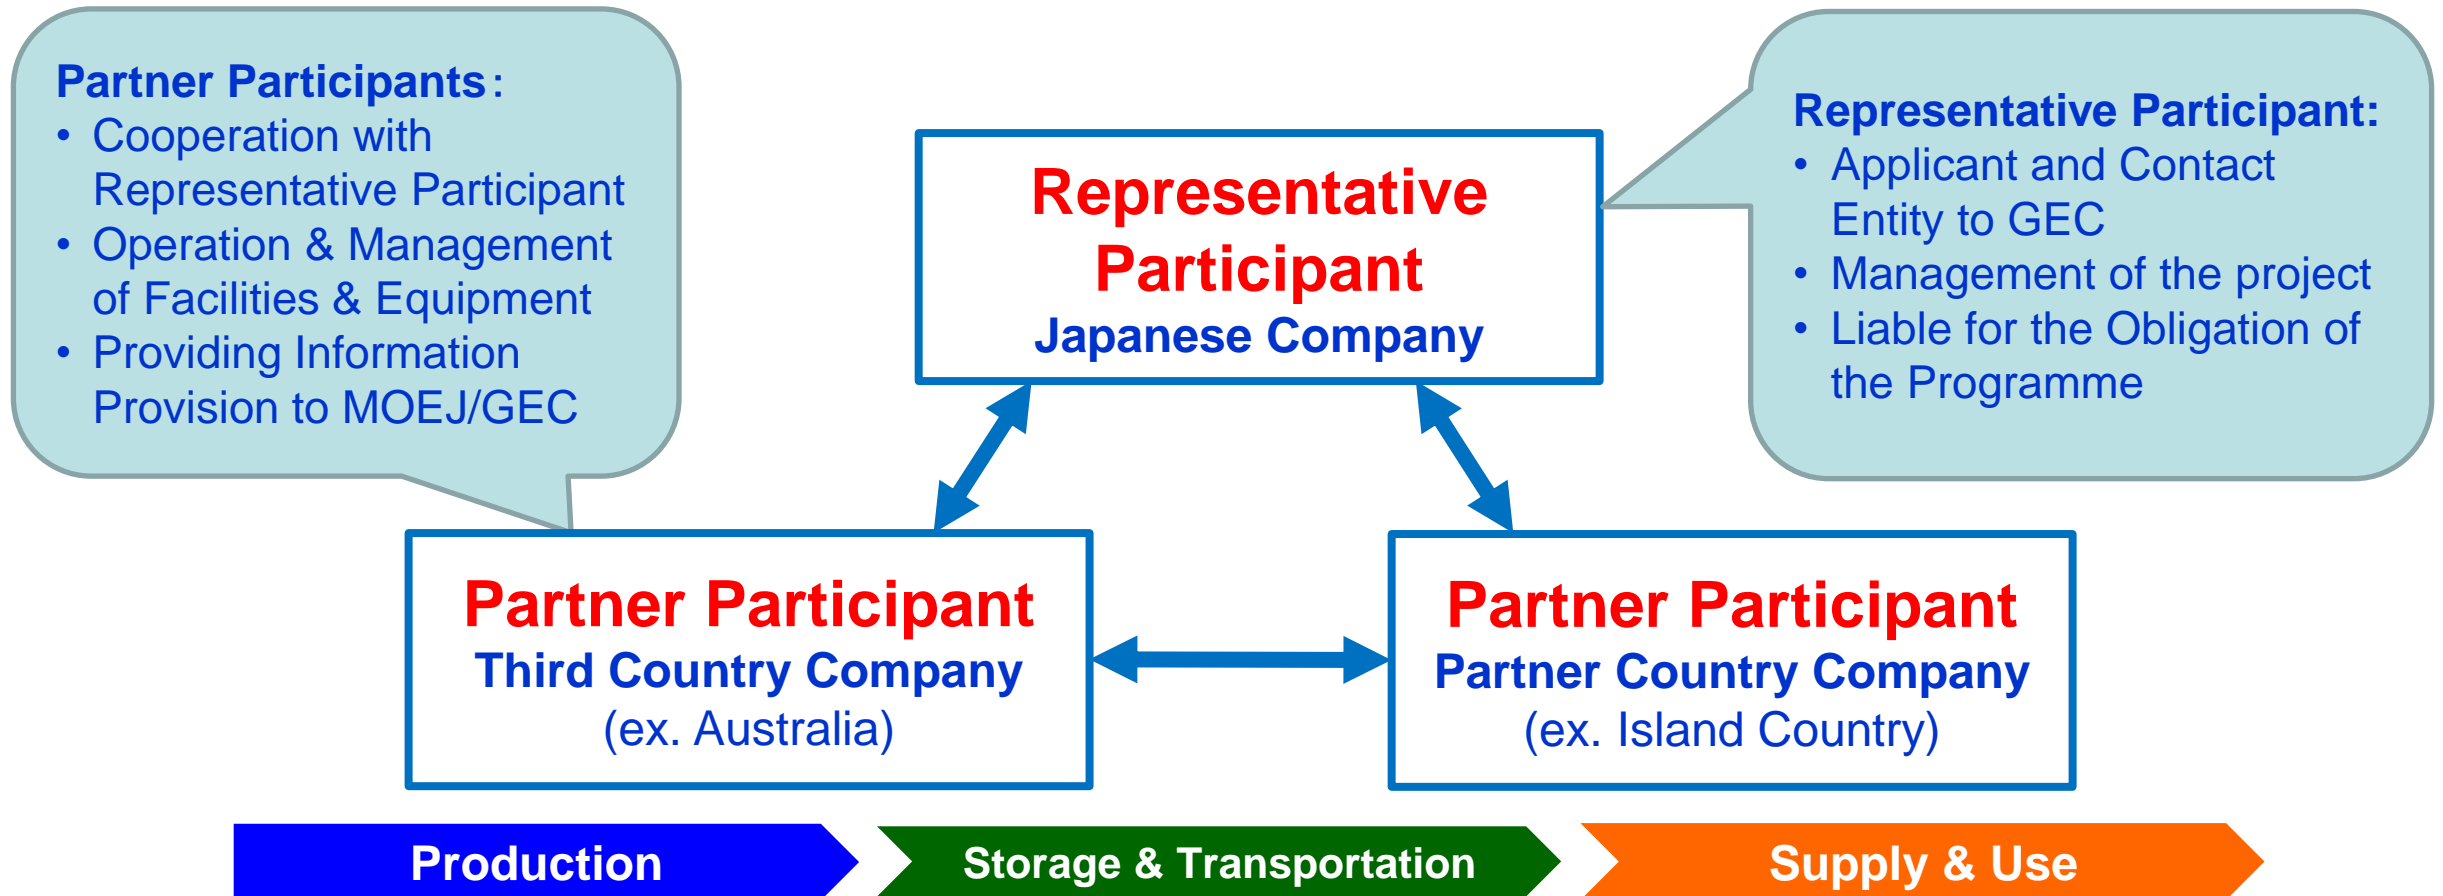 Partner Participants：
• Cooperation with
Representative Participant
• Operation & Management
of Facilities & Equipment
• Providing Information
Provision to MOEJ/GEC
Representative
Participant
Japanese Company
Representative Participant:
• Applicant and Contact
Entity to GEC
• Management of the project
• Liable for the Obligation of
the Programme
Partner Participant
Third Country Company
(ex. Australia)
Partner Participant
Partner Country Company
(ex. Island Country)
Production
Storage & Transportation
Supply & Use